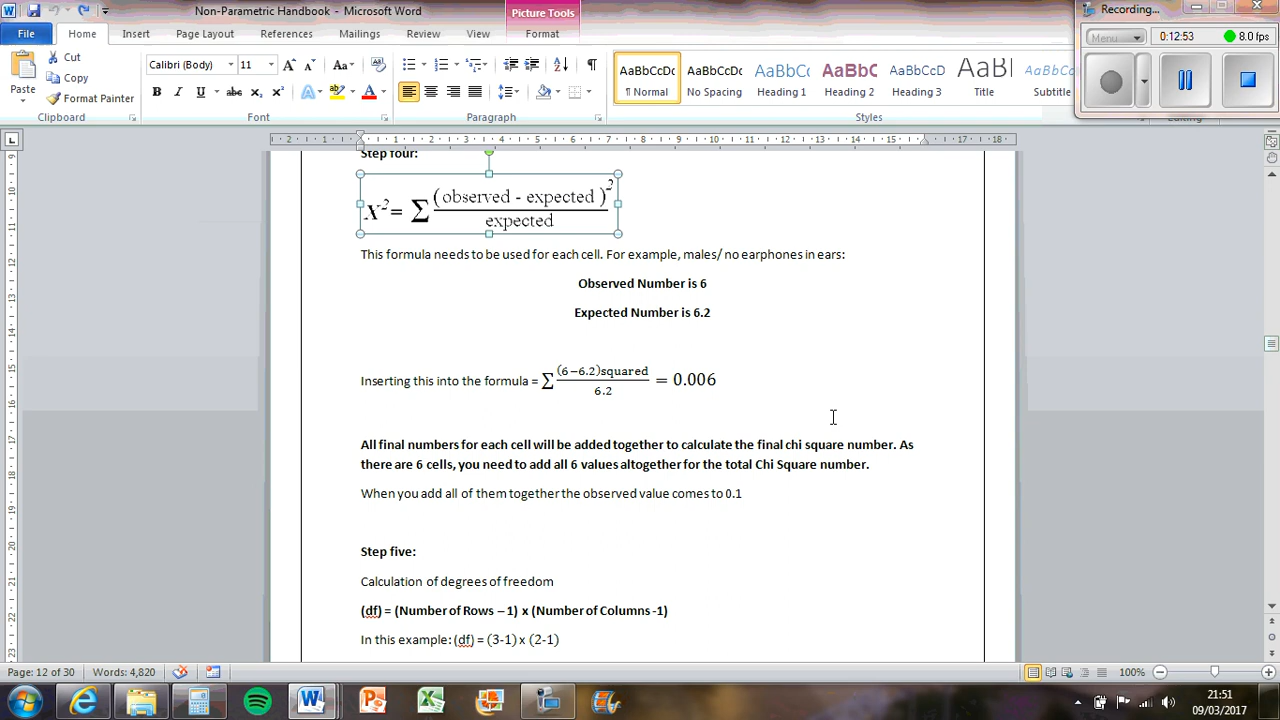 Non-Parametric Handbook - Microsoft Word
Picture Tools
Recording...
File
Home
Insert
Page Layout
References
Mailings
Review
View
Format
Menu
0:12:53
8.0 fps
Paste
Cut
Copy
Format Painter
Calibri (Body)
11
AaBbCcDc
AaBbCcDc
AaBbCc
AaBbC
AaBbCcD
AaBb
AaBbCcDc
¶ Normal
No Spacing
Heading 1
Heading 2
Heading 3
Title
Subtitle
Clipboard
Font
Paragraph
Styles
Step four:
X²= ∑ (observed - expected )²
expected
This formula needs to be used for each cell. For example, males/ no earphones in ears:
Observed Number is 6
Expected Number is 6.2
Inserting this into the formula = ∑ (6−6.2)squared / 6.2 = 0.006
All final numbers for each cell will be added together to calculate the final chi square number. As
there are 6 cells, you need to add all 6 values altogether for the total Chi Square number.
When you add all of them together the observed value comes to 0.1
Step five:
Calculation of degrees of freedom
(df) = (Number of Rows – 1) x (Number of Columns -1)
In this example: (df) = (3-1) x (2-1)
Page: 12 of 30
Words: 4,820
100%
21:51
09/03/2017